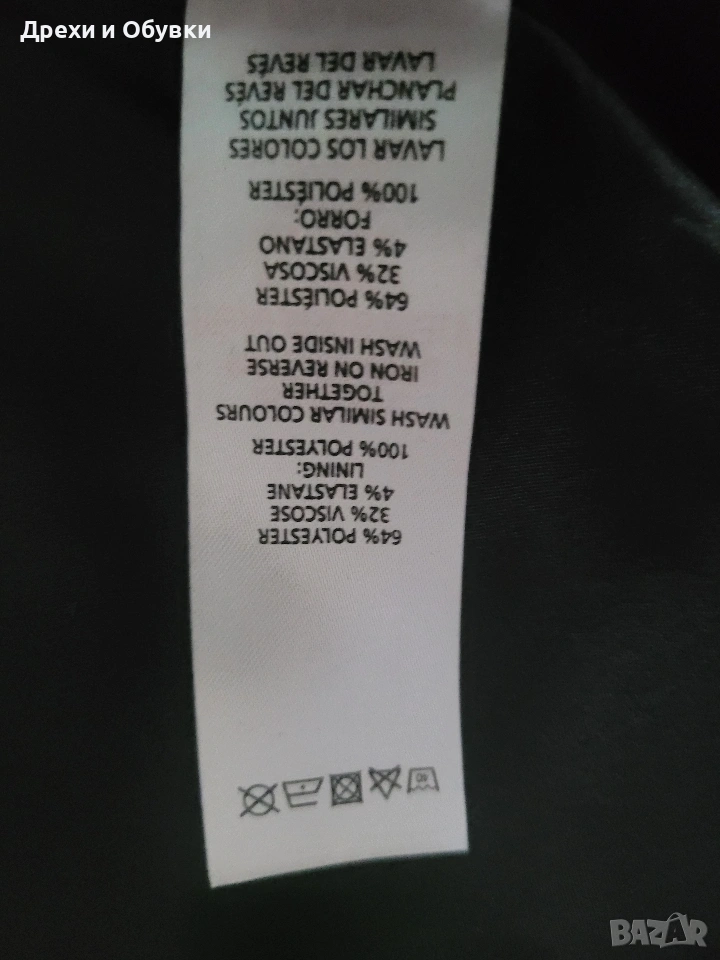 Дрехи и Обувки
64% POLYESTER
32% VISCOSE
4% ELASTANE
LINING:
100% POLYESTER
WASH SIMILAR COLOURS
TOGETHER
IRON ON REVERSE
WASH INSIDE OUT
64% POLIÉSTER
32% VISCOSA
4% ELASTANO
FORRO:
100% POLIÉSTER
LAVAR LOS COLORES
SIMILARES JUNTOS
PLANCHAR DEL REVÉS
LAVAR DEL REVÉS
40
BAZAR